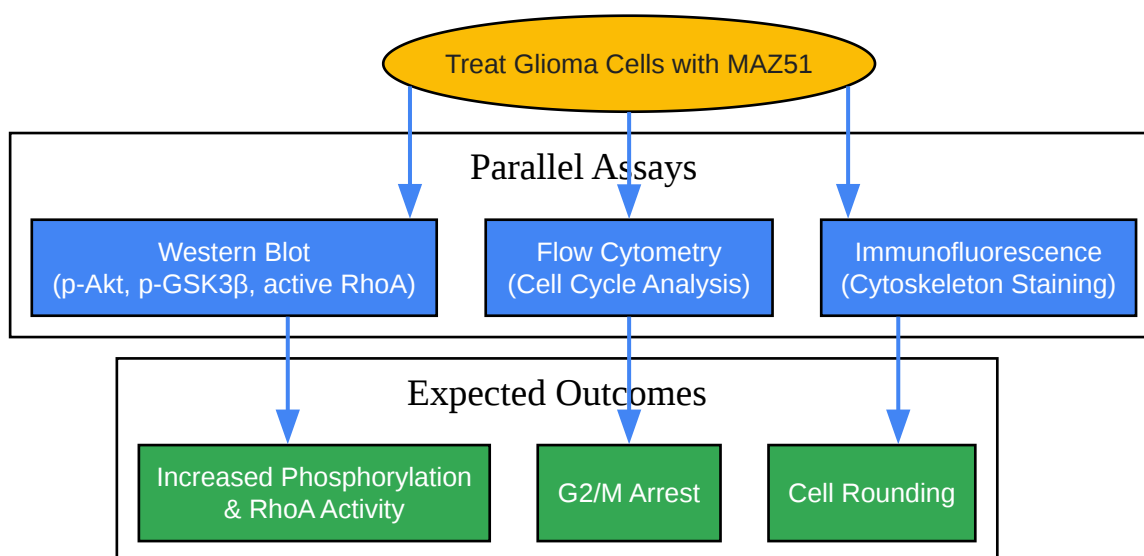 Treat Glioma Cells with MAZ51
Parallel Assays
Western Blot
(p-Akt, p-GSK3β, active RhoA)
Flow Cytometry
(Cell Cycle Analysis)
Immunofluorescence
(Cytoskeleton Staining)
Expected Outcomes
Increased Phosphorylation
& RhoA Activity
G2/M Arrest
Cell Rounding